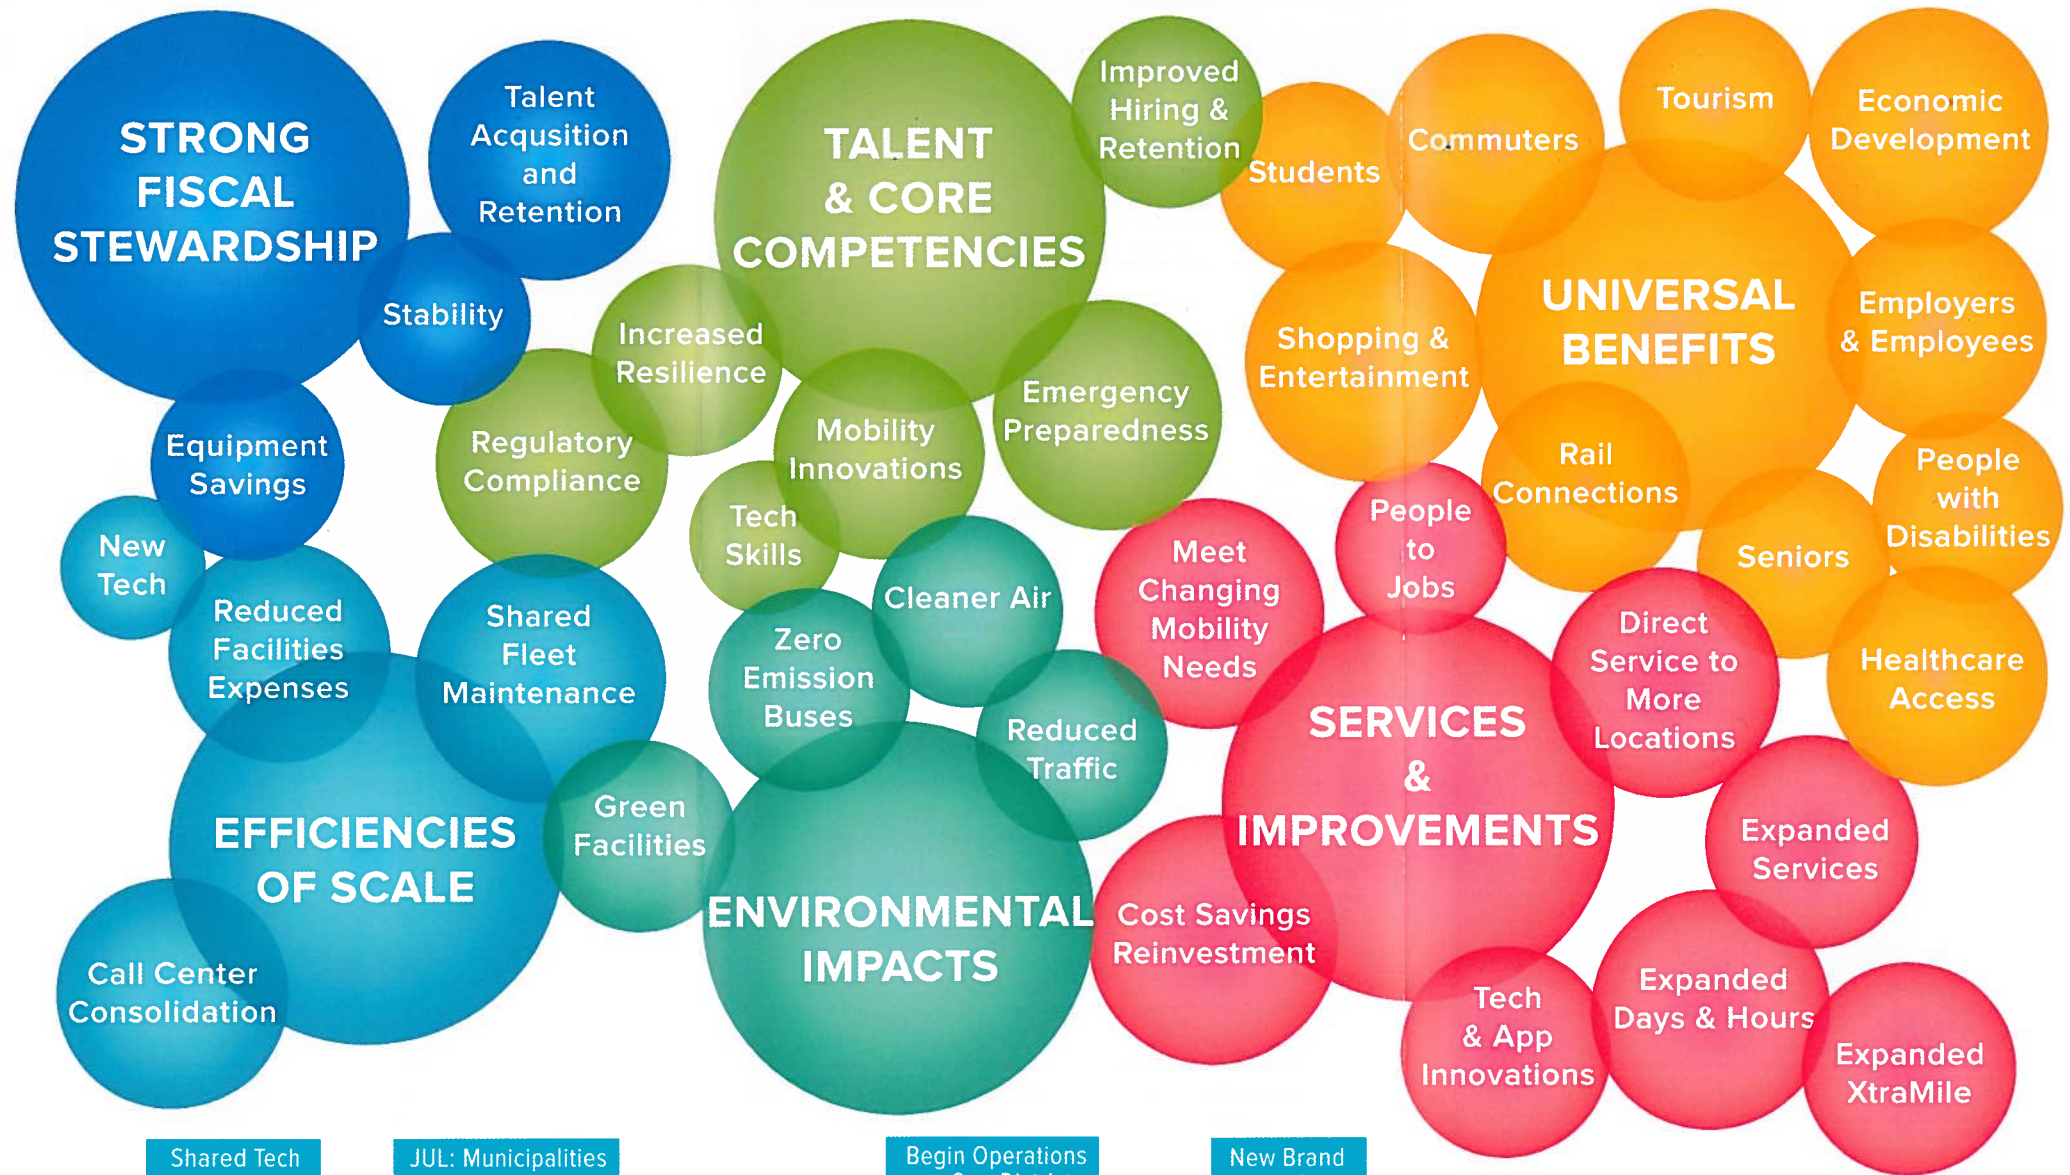 STRONG
FISCAL
STEWARDSHIP
Talent
Acqusition
and
Retention
Stability
Equipment
Savings
TALENT
& CORE
COMPETENCIES
Improved
Hiring &
Retention
Increased
Resilience
Regulatory
Compliance
Mobility
Innovations
Emergency
Preparedness
Tech
Skills
Students
Commuters
Tourism
Economic
Development
UNIVERSAL
BENEFITS
Shopping &
Entertainment
Employers
& Employees
Rail
Connections
People
with
Disabilities
Seniors
Healthcare
Access
New
Tech
Reduced
Facilities
Expenses
Shared
Fleet
Maintenance
EFFICIENCIES
OF SCALE
Call Center
Consolidation
Cleaner Air
Zero
Emission
Buses
Reduced
Traffic
Green
Facilities
ENVIRONMENTAL
IMPACTS
People
to
Jobs
Meet
Changing
Mobility
Needs
Direct
Service to
More
Locations
SERVICES
&
IMPROVEMENTS
Expanded
Services
Cost Savings
Reinvestment
Tech
& App
Innovations
Expanded
Days & Hours
Expanded
XtraMile
Shared Tech
JUL: Municipalities
Begin Operations
New Brand